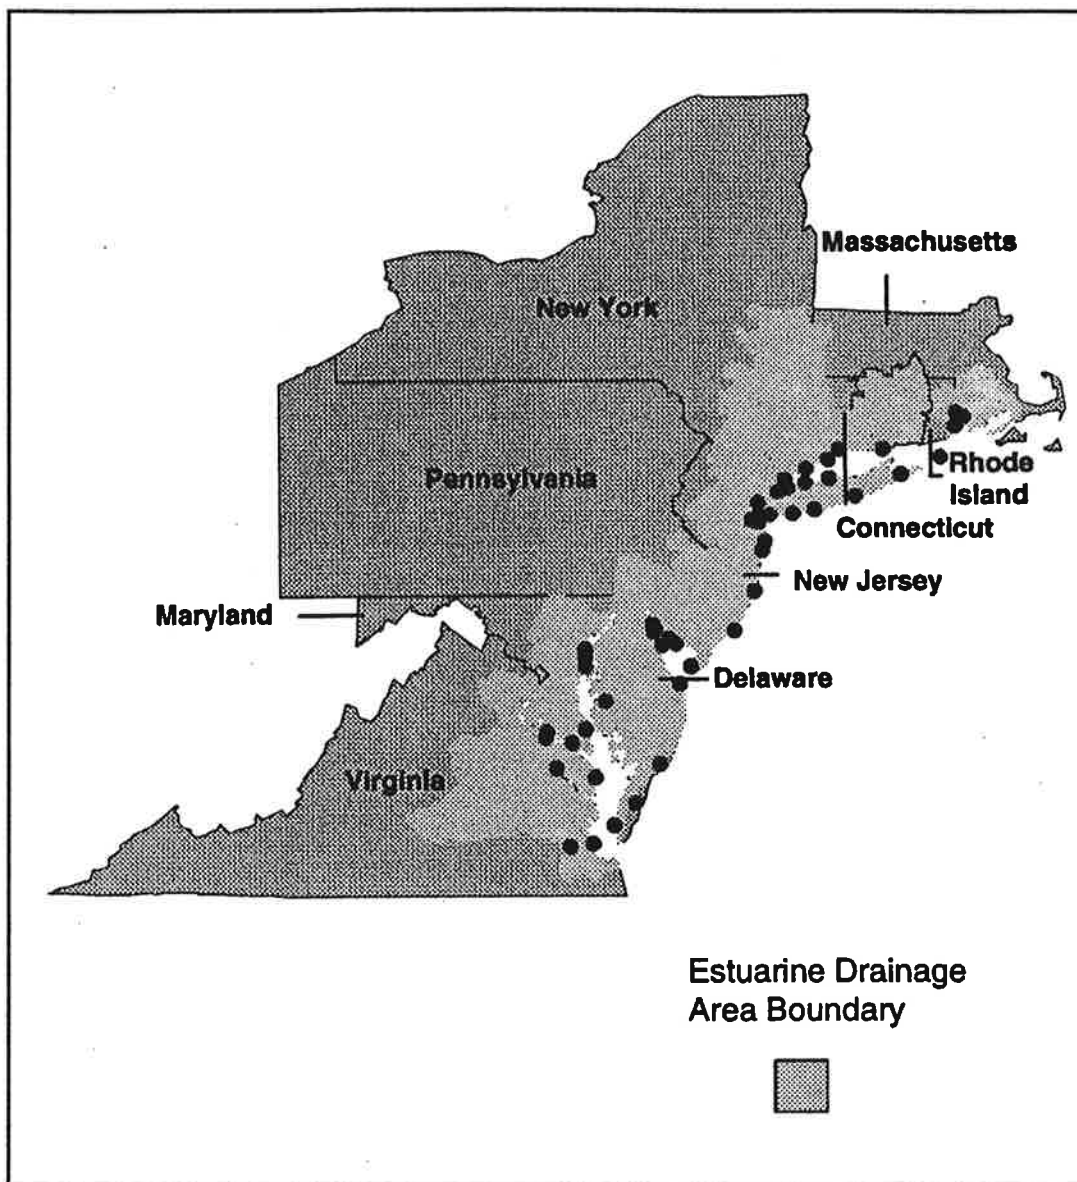 Massachusetts
New York
Pennsylvania
Rhode
Island
Connecticut
New Jersey
Maryland
Delaware
Virginia
Estuarine Drainage
Area Boundary